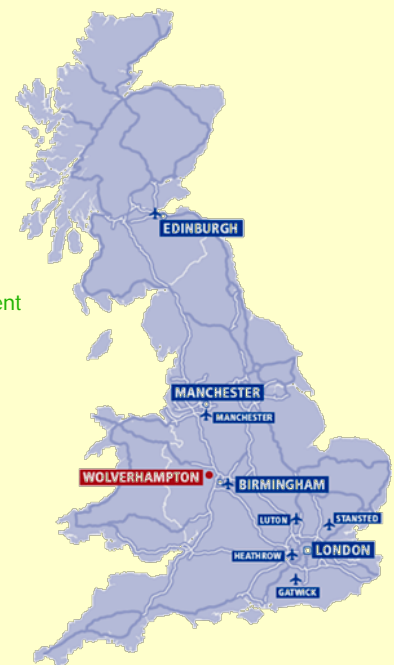 EDINBURGH
ent
MANCHESTER
MANCHESTER
WOLVERHAMPTON
BIRMINGHAM
LUTON
STANSTED
HEATHROW
LONDON
GATWICK